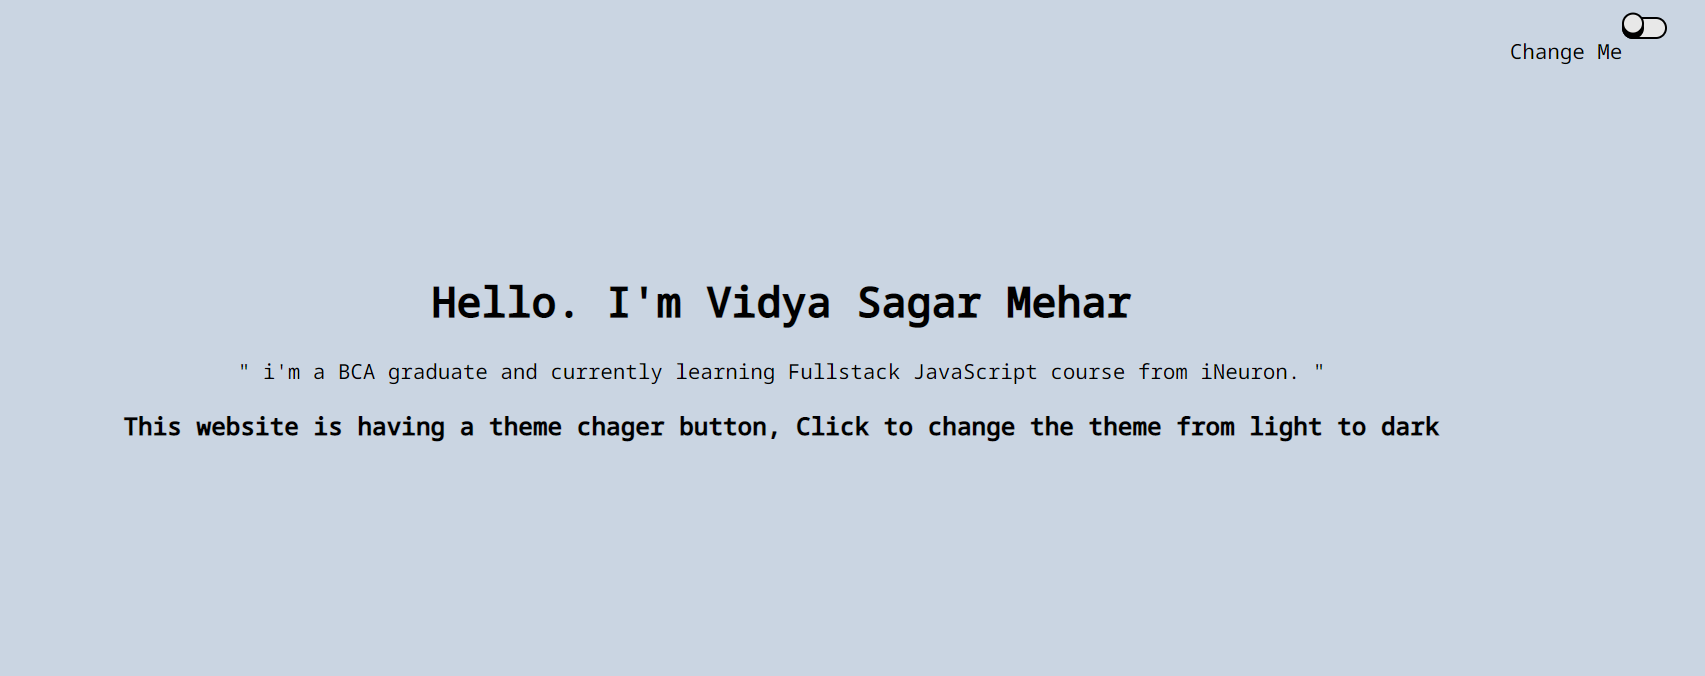 Change Me
Hello. I'm Vidya Sagar Mehar
" i'm a BCA graduate and currently learning Fullstack JavaScript course from iNeuron. "
This website is having a theme chager button, Click to change the theme from light to dark